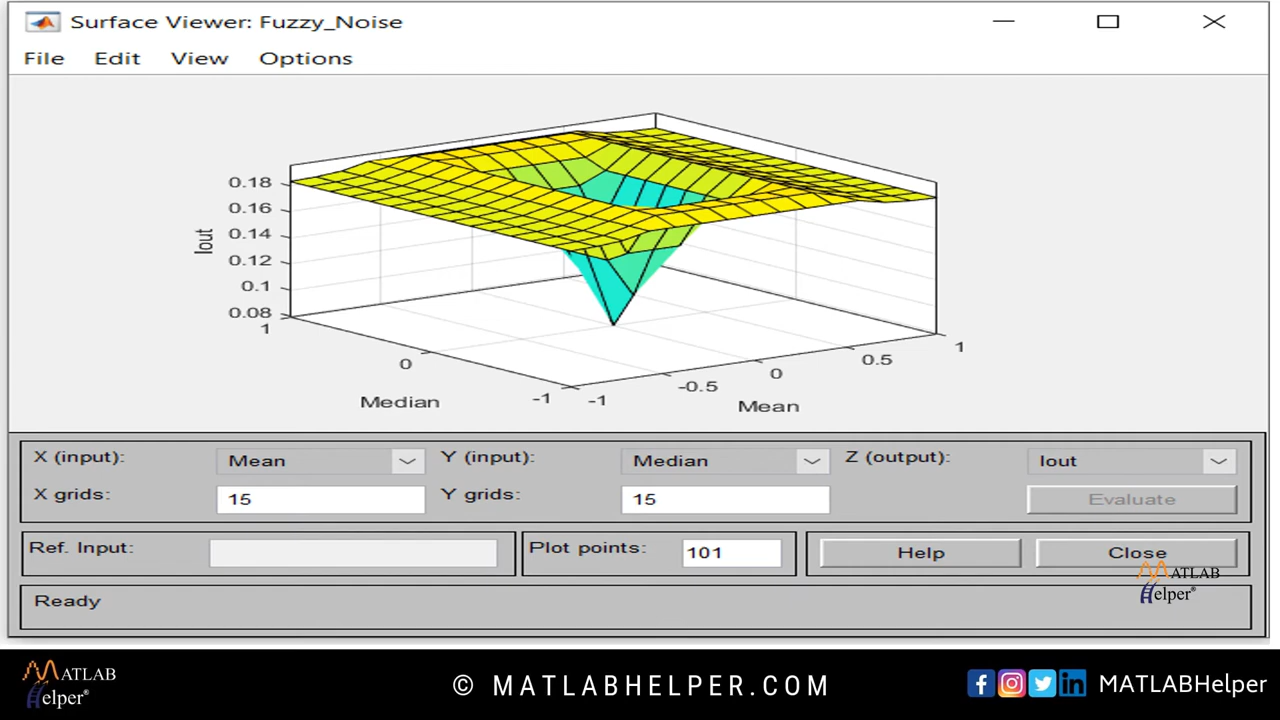 Surface Viewer: Fuzzy_Noise
File Edit View Options
0.18
0.16
0.14
0.12
0.1
0.08
Iout
1
0
-1
Median
-1
-0.5
0
0.5
1
Mean
X (input): Mean Y (input): Median Z (output): Iout
X grids: 15 Y grids: 15 Evaluate
Ref. Input: Plot points: 101 Help Close
MATLAB
Helper®
Ready
MATLAB
Helper®
© MATLABHELPER.COM
MATLABHelper